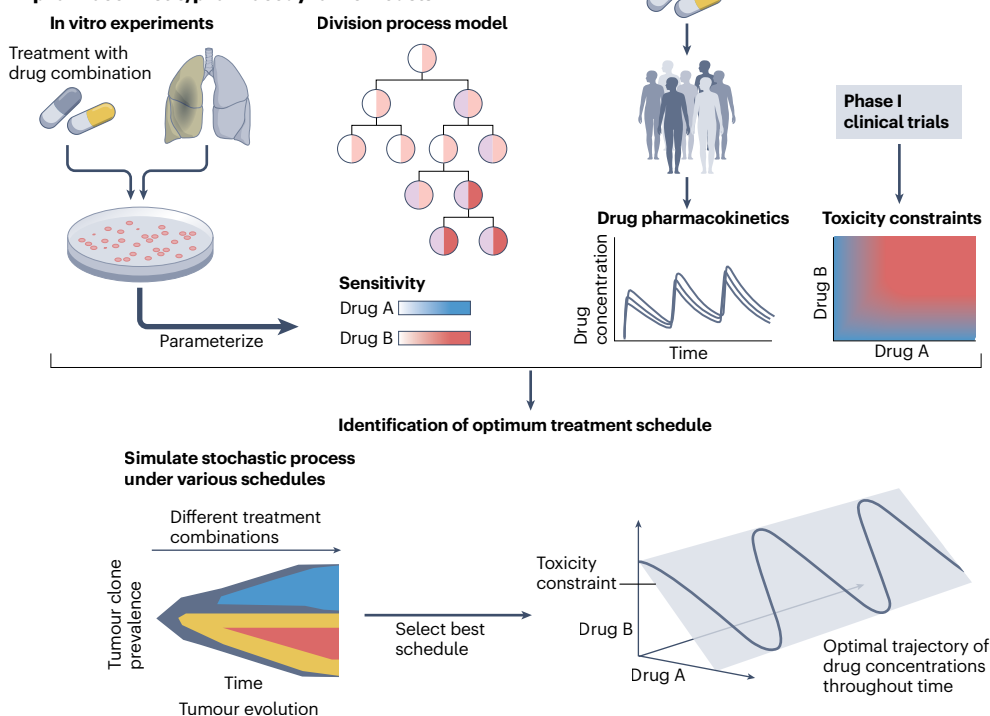 In vitro experiments
Treatment with
drug combination
Parameterize
Division process model
Sensitivity
Drug A
Drug B
Drug pharmacokinetics
Drug
concentration
Time
Phase I
clinical trials
Toxicity constraints
Drug B
Drug A
Identification of optimum treatment schedule
Simulate stochastic process
under various schedules
Different treatment
combinations
Tumour clone
prevalence
Time
Tumour evolution
Select best
schedule
Toxicity
constraint
Drug B
Drug A
Optimal trajectory of
drug concentrations
throughout time